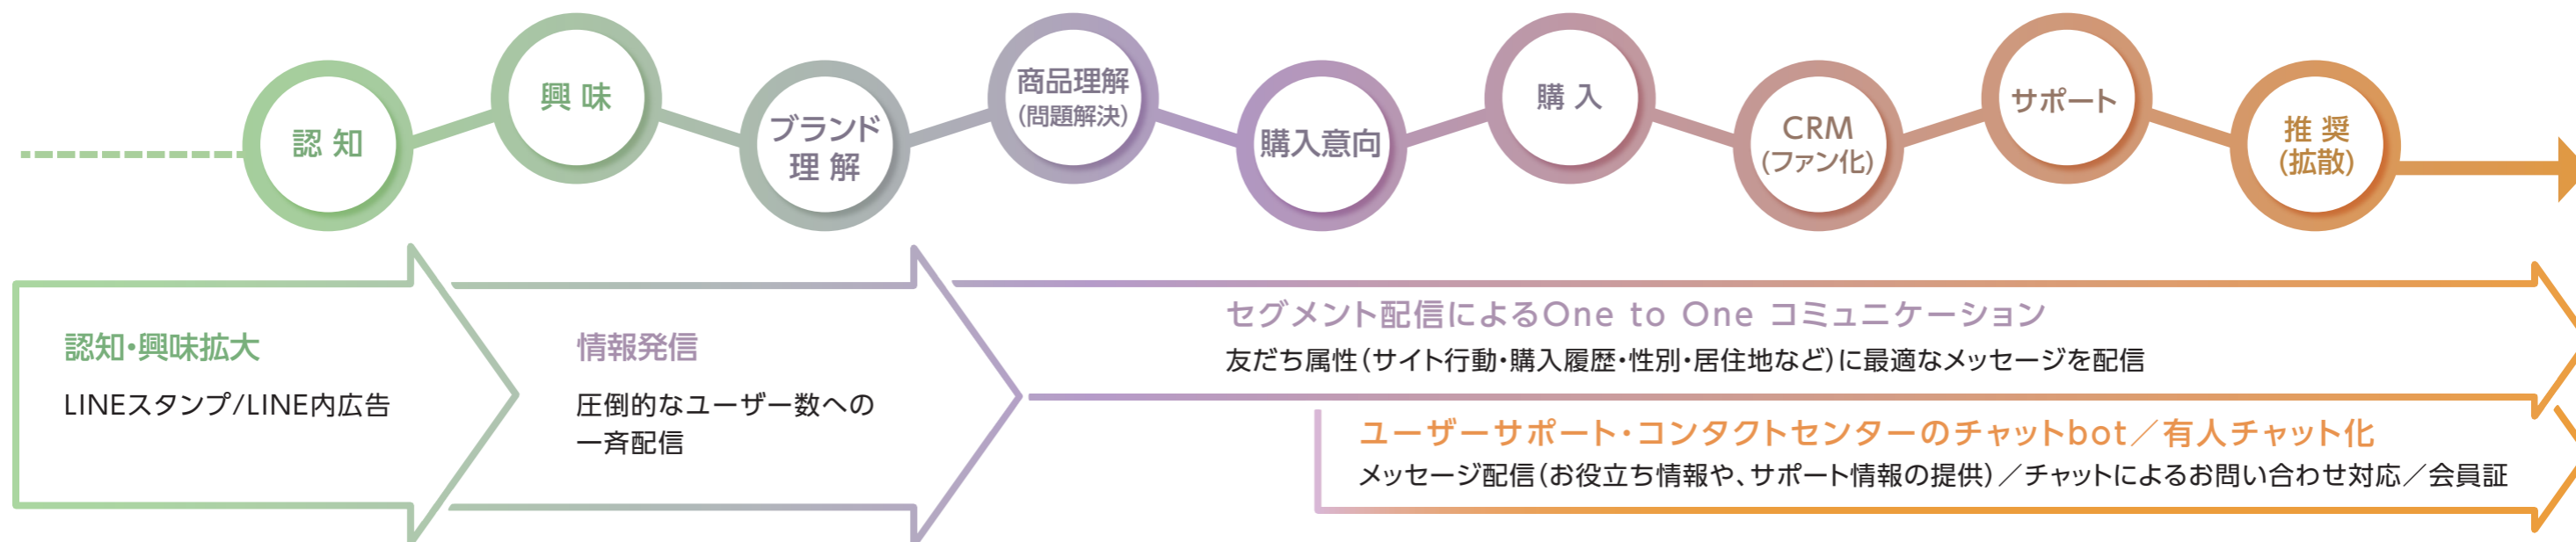 認知
興味
ブランド
理解
商品理解
(問題解決)
購入意向
購入
CRM
(ファン化)
サポート
推奨
(拡散)
認知・興味拡大
LINEスタンプ/LINE内広告
情報発信
圧倒的なユーザー数への
一斉配信
セグメント配信によるOne to One コミュニケーション
友だち属性(サイト行動・購入履歴・性別・居住地など)に最適なメッセージを配信
ユーザーサポート・コンタクトセンターのチャットbot/有人チャット化
メッセージ配信(お役立ち情報や、サポート情報の提供)/チャットによるお問い合わせ対応/会員証